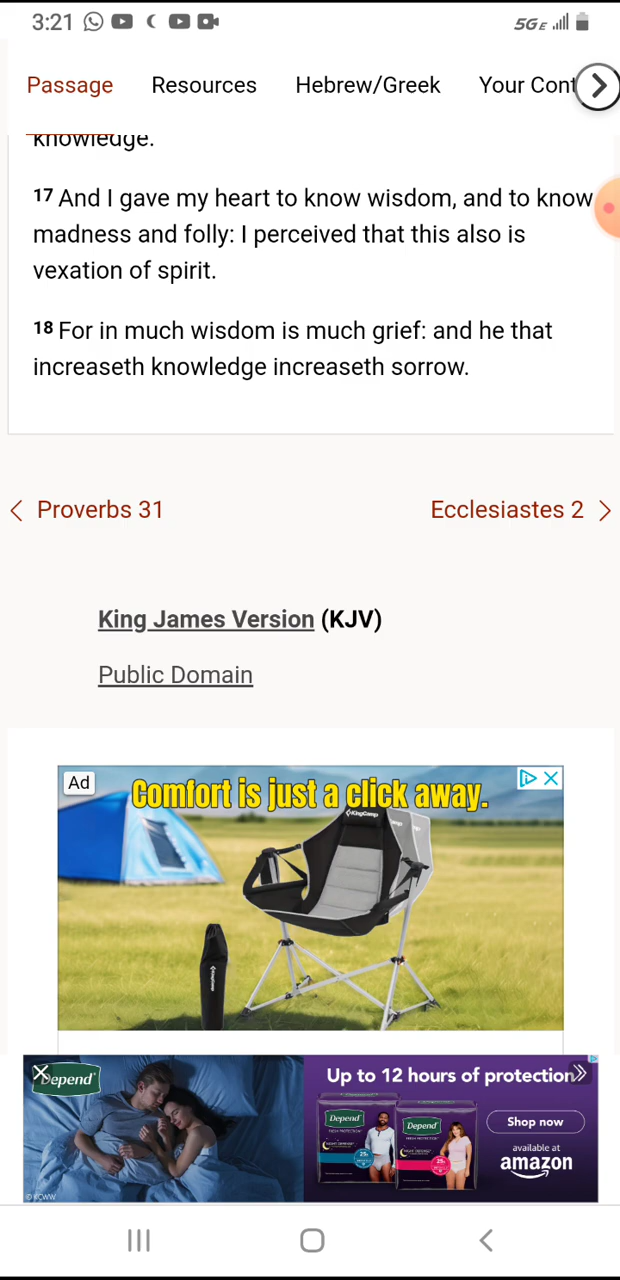 3:21
5GE
Passage Resources Hebrew/Greek Your Cont
knowledge.
17 And I gave my heart to know wisdom, and to know
madness and folly: I perceived that this also is
vexation of spirit.
18 For in much wisdom is much grief: and he that
increaseth knowledge increaseth sorrow.
Proverbs 31 Ecclesiastes 2
King James Version (KJV)
Public Domain
Ad
Comfort is just a click away.
KingCamp
KingCamp
Depend
Up to 12 hours of protection
Depend
Depend
Shop now
available at
amazon
© KCWW